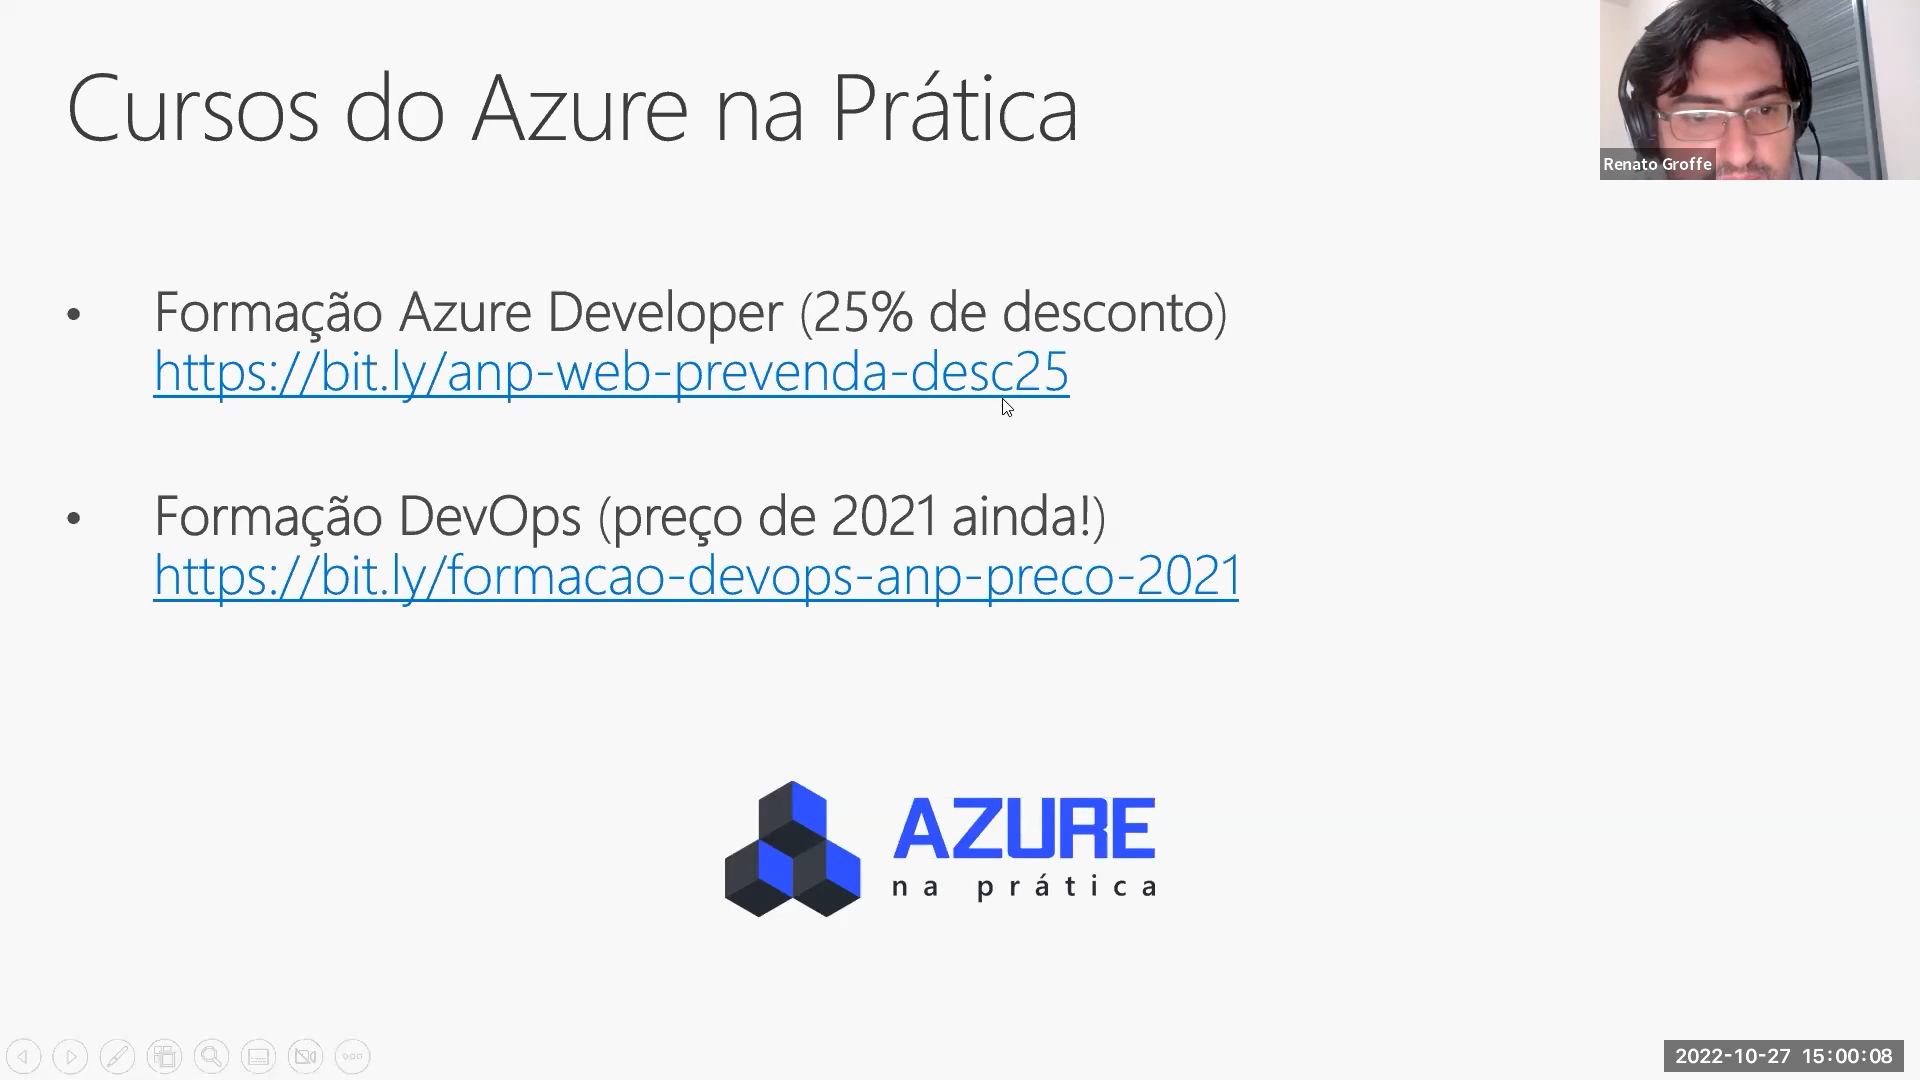 Cursos do Azure na Prática
Renato Groffe
• Formação Azure Developer (25% de desconto)
https://bit.ly/anp-web-prevenda-desc25
• Formação DevOps (preço de 2021 ainda!)
https://bit.ly/formacao-devops-anp-preco-2021
AZURE
na prática
2022-10-27 15:00:08